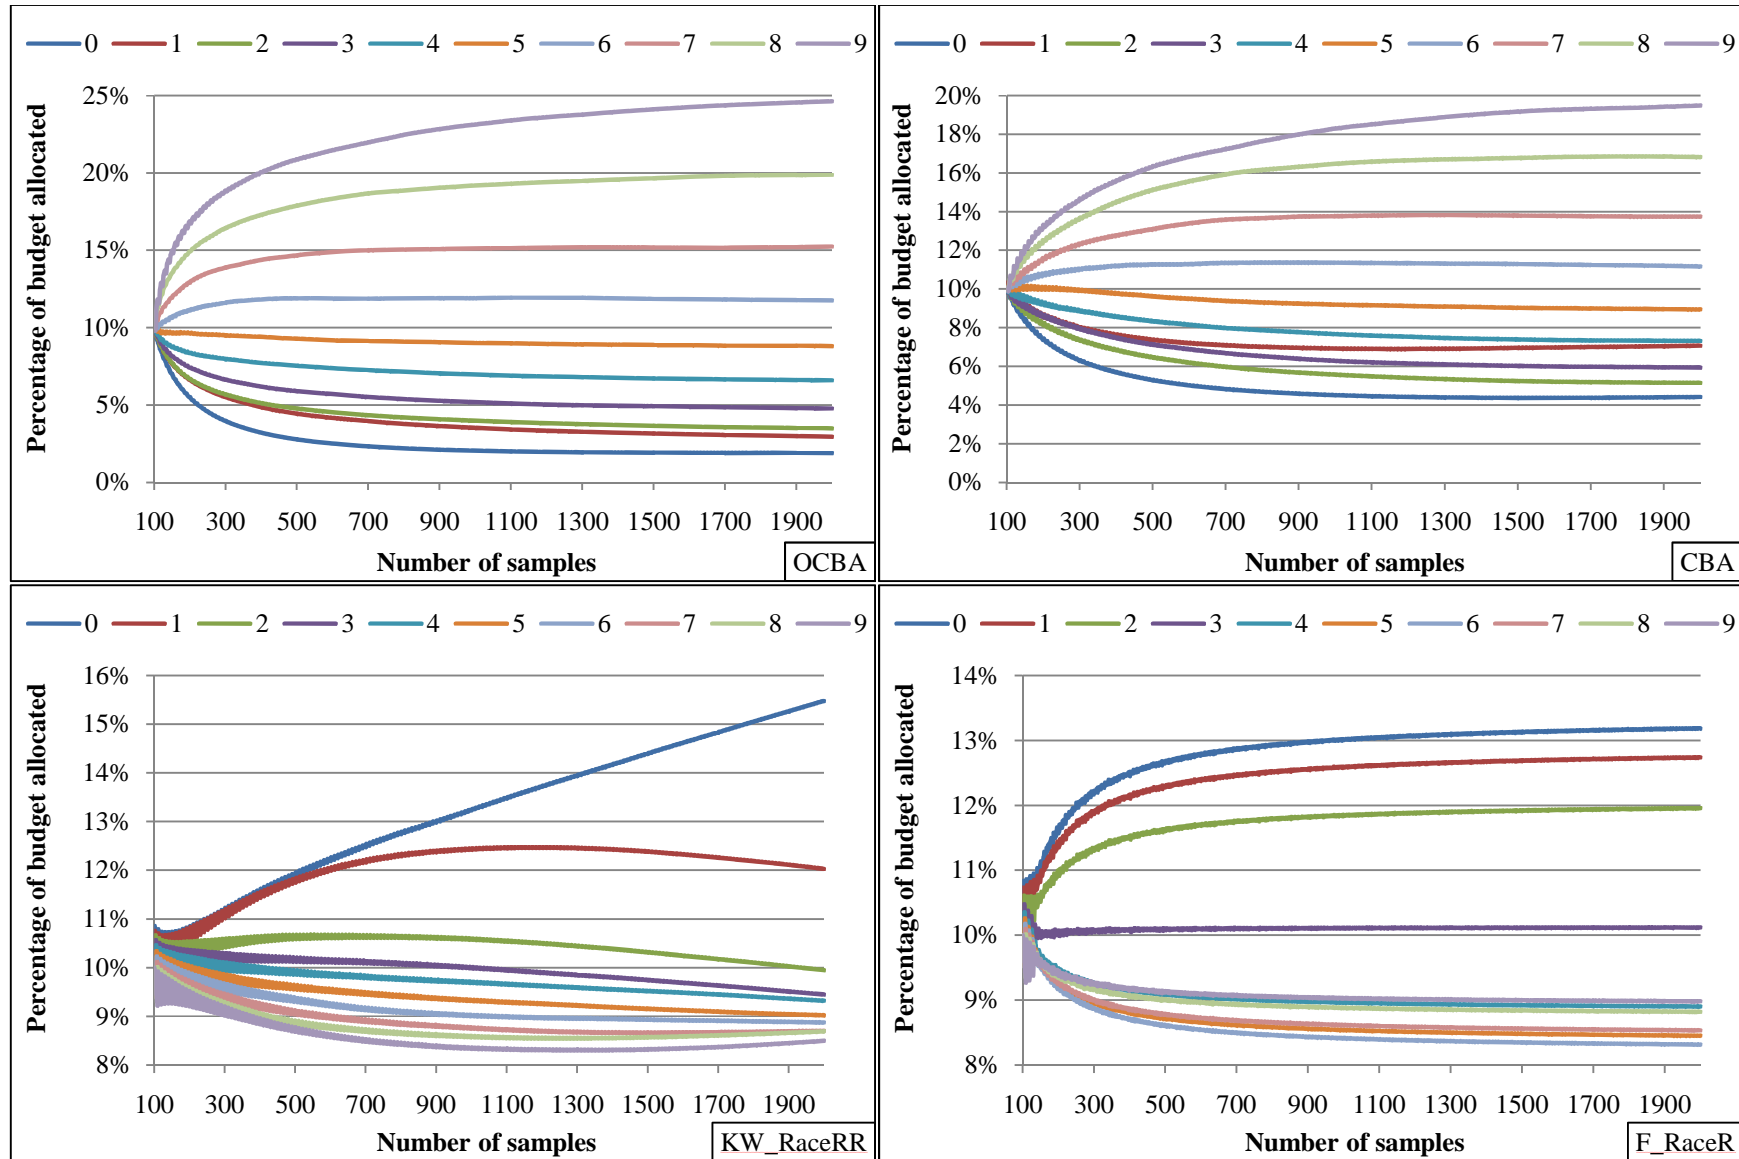 0 1 2 3 4 5 6 7 8 9
Percentage of budget allocated
25%
20%
15%
10%
5%
0%
100 300 500 700 900 1100 1300 1500 1700 1900
Number of samples
OCBA
0 1 2 3 4 5 6 7 8 9
Percentage of budget allocated
20%
18%
16%
14%
12%
10%
8%
6%
4%
2%
0%
100 300 500 700 900 1100 1300 1500 1700 1900
Number of samples
CBA
0 1 2 3 4 5 6 7 8 9
Percentage of budget allocated
16%
15%
14%
13%
12%
11%
10%
9%
8%
100 300 500 700 900 1100 1300 1500 1700 1900
Number of samples
KW_RaceRR
0 1 2 3 4 5 6 7 8 9
Percentage of budget allocated
14%
13%
12%
11%
10%
9%
8%
100 300 500 700 900 1100 1300 1500 1700 1900
Number of samples
F_RaceR